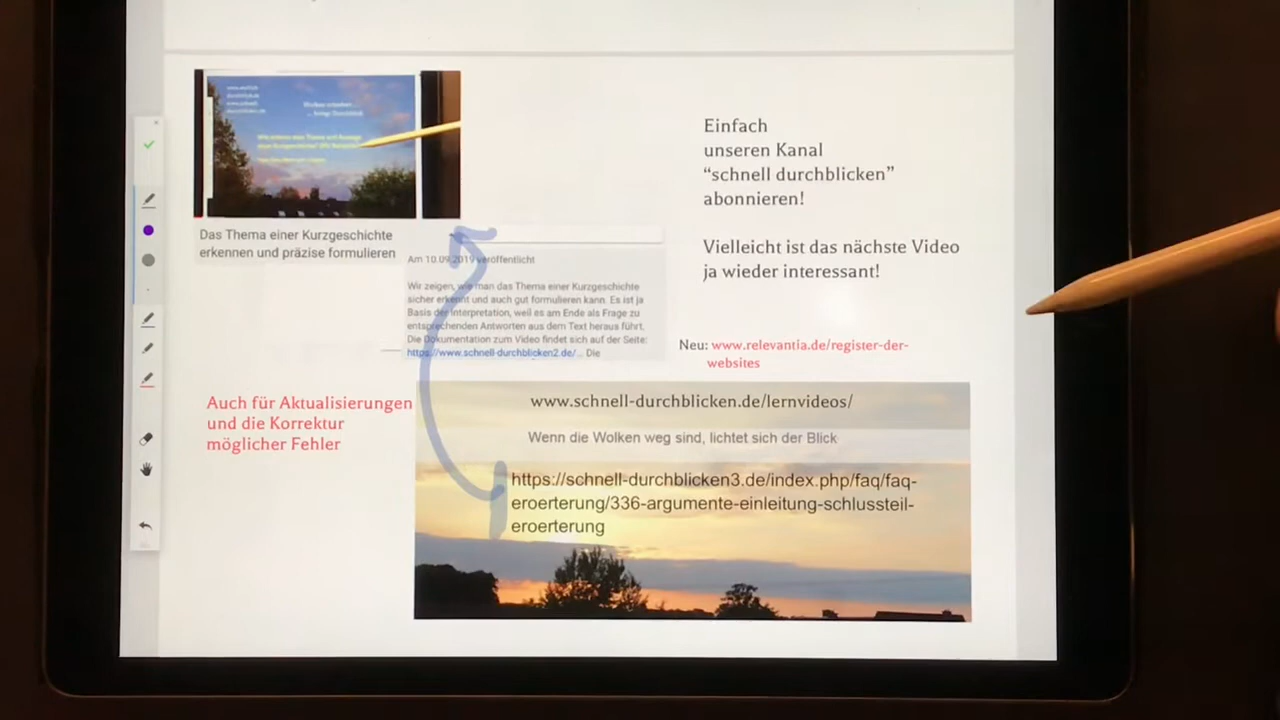 Das Thema einer Kurzgeschichte
erkennen und präzise formulieren
Am 10.09.2019 veröffentlicht
Wir zeigen, wie man das Thema einer Kurzgeschichte
sicher erkennt und auch gut formulieren kann. Es ist ja
Basis der Interpretation, weil es am Ende als Frage zu
entsprechenden Antworten aus dem Text heraus führt.
Die Dokumentation zum Video findet sich auf der Seite:
https://www.schnell-durchblicken2.de/... Die
Einfach
unseren Kanal
“schnell durchblicken”
abonnieren!
Vielleicht ist das nächste Video
ja wieder interessant!
Neu: www.relevantia.de/register-der-
websites
Auch für Aktualisierungen
und die Korrektur
möglicher Fehler
www.schnell-durchblicken.de/lernvideos/
Wenn die Wolken weg sind, lichtet sich der Blick
https://schnell-durchblicken3.de/index.php/faq/faq-
eroerterung/336-argumente-einleitung-schlussteil-
eroerterung